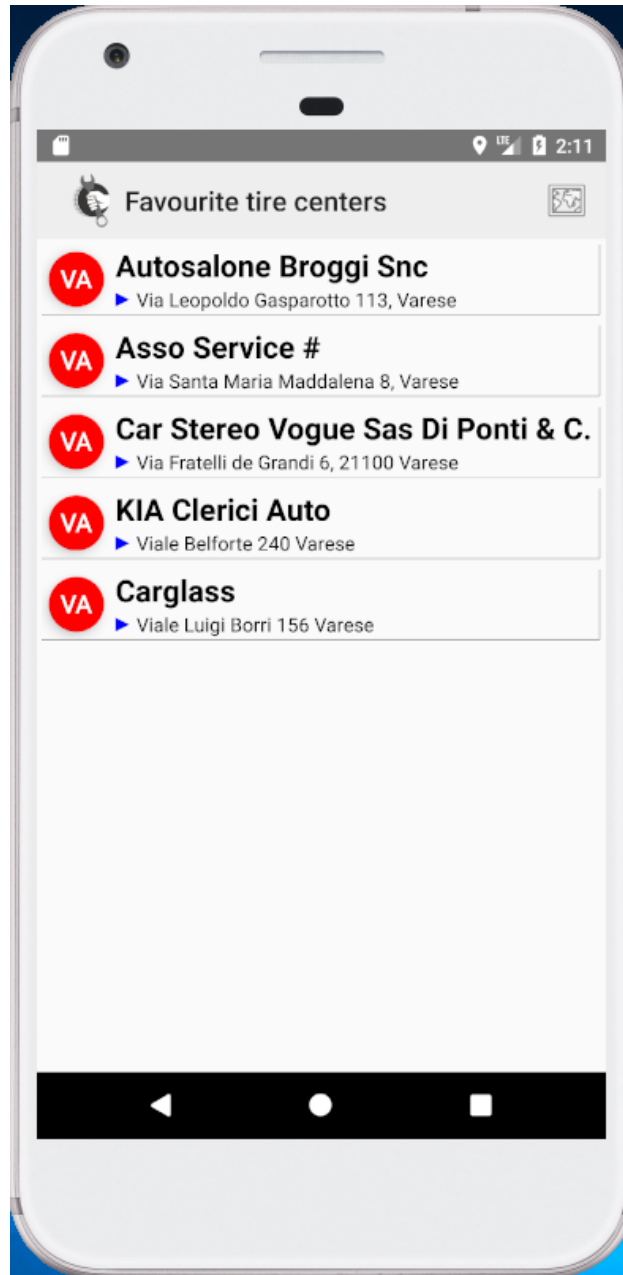 LTE 2:11
Favourite tire centers
VA Autosalone Broggi Snc
Via Leopoldo Gasparotto 113, Varese
VA Asso Service #
Via Santa Maria Maddalena 8, Varese
VA Car Stereo Vogue Sas Di Ponti & C.
Via Fratelli de Grandi 6, 21100 Varese
VA KIA Clerici Auto
Viale Belforte 240 Varese
VA Carglass
Viale Luigi Borri 156 Varese